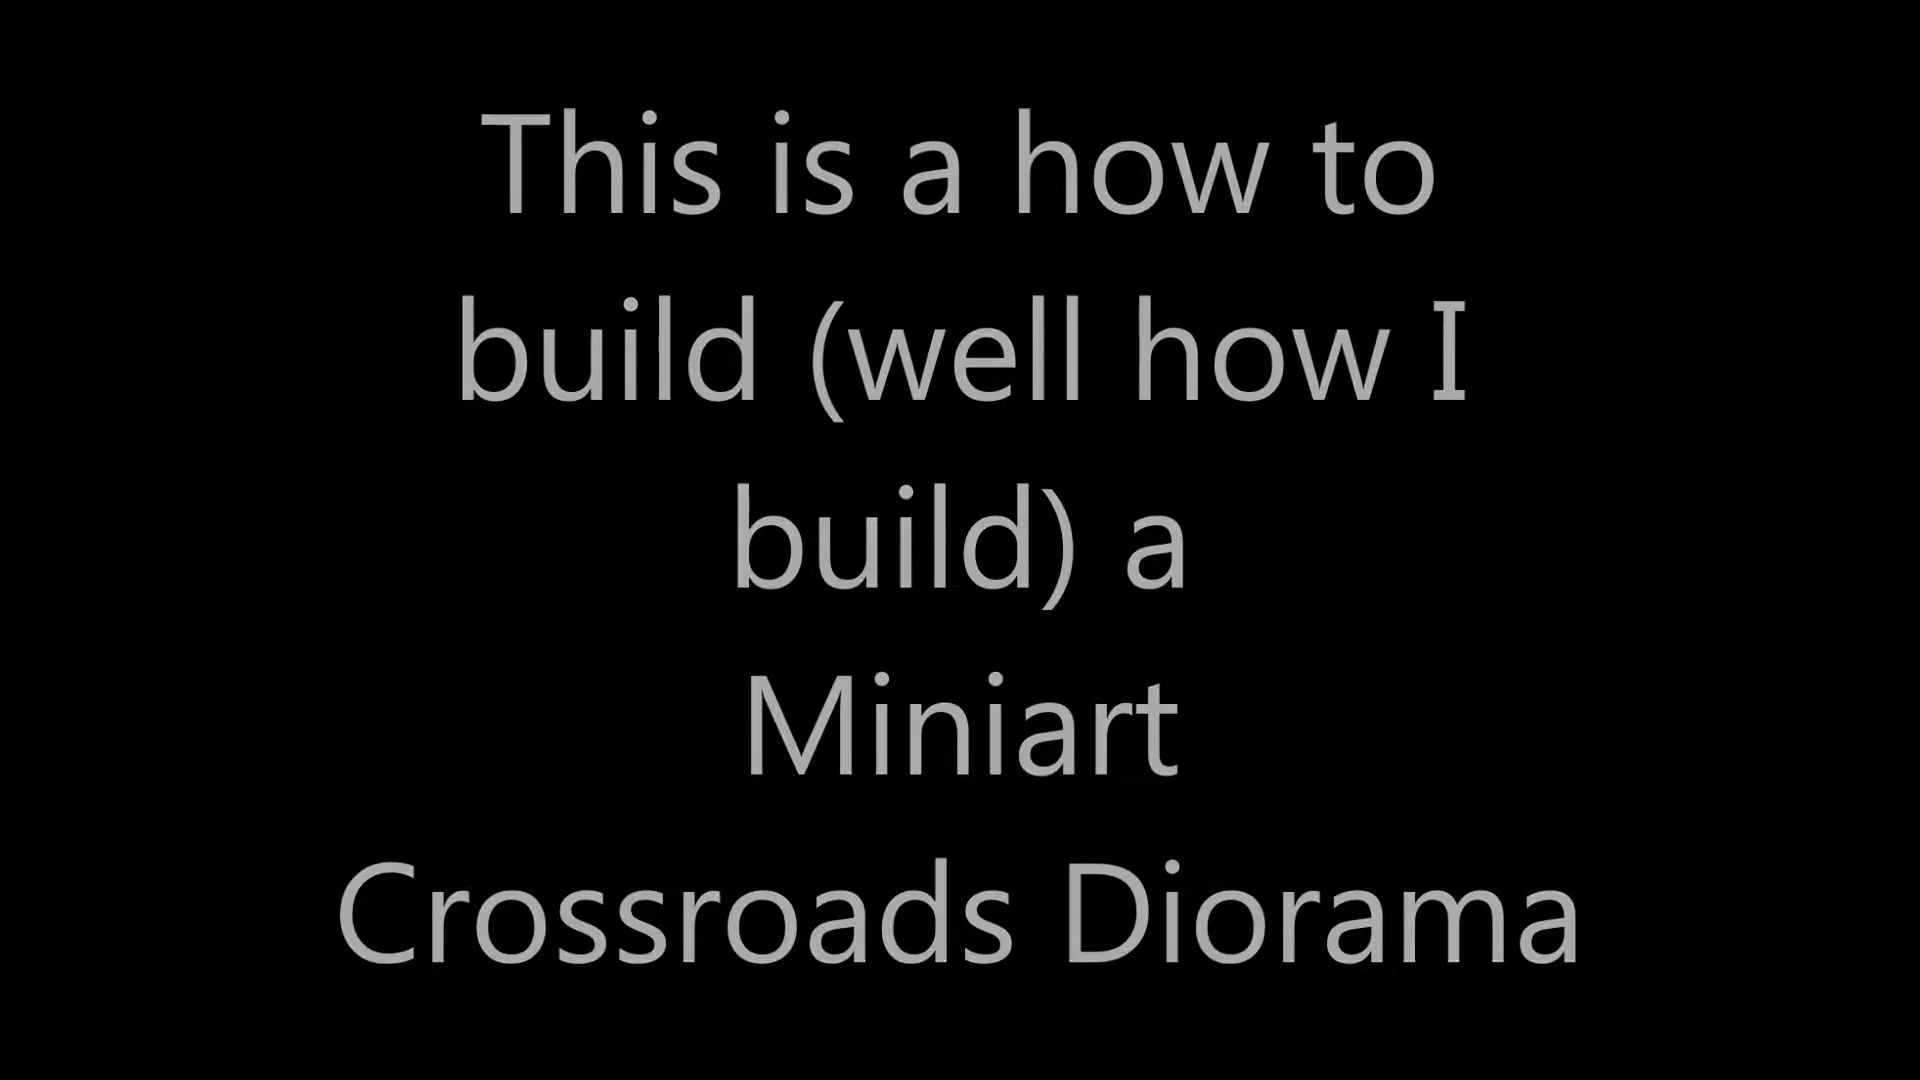 This is a how to
build (well how I
build) a
Miniart
Crossroads Diorama